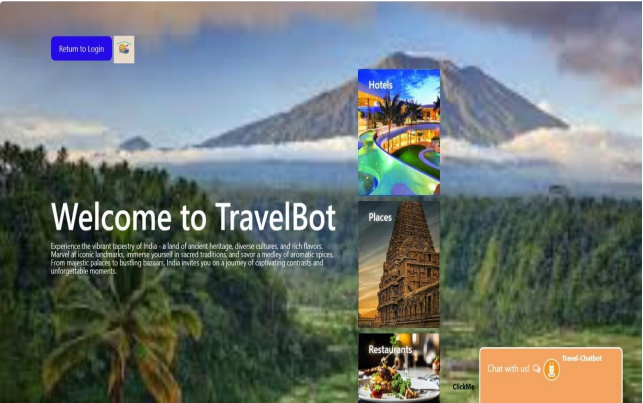 Return to Login
Hotels
Welcome to TravelBot
Experience the vibrant tapestry of India - a land of ancient heritage, diverse cultures, and rich flavors.
Marvel at iconic landmarks, immerse yourself in sacred traditions, and savor a medley of aromatic spices.
From majestic palaces to bustling bazaars, India invites you on a journey of captivating contrasts and
unforgettable moments.
Places
Restaurants
ClickMe
Chat with us!
Travel-Chatbot